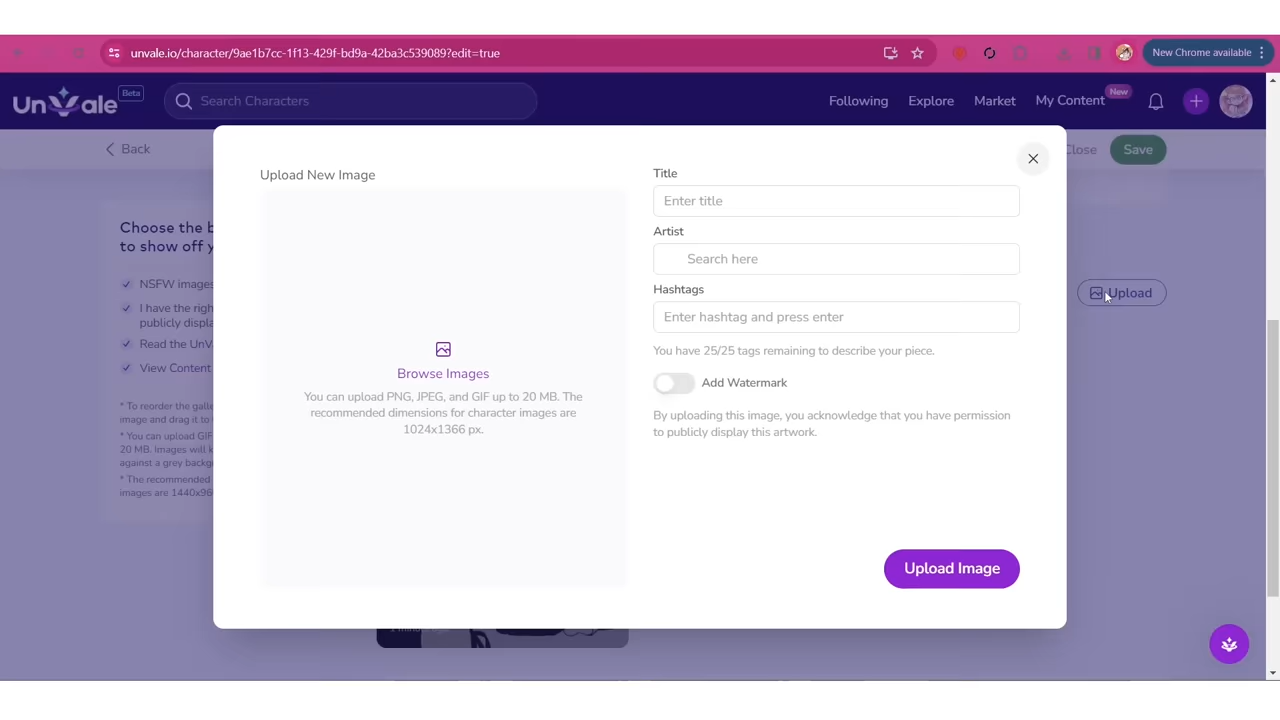 unvale.io/character/9ae1b7cc-1f13-429f-bd9a-42ba3c539089?edit=true
New Chrome available
UnVale Beta
Search Characters
Following
Explore
Market
My Content
New
Back
Close
Save
Choose the b
to show off y
NSFW images
I have the righ
publicly displa
Read the UnVa
View Content
* To reorder the galle
image and drag it to
* You can upload GIF
20 MB. Images will k
against a grey backg
* The recommended
images are 1440x96
Upload New Image
Browse Images
You can upload PNG, JPEG, and GIF up to 20 MB. The
recommended dimensions for character images are
1024x1366 px.
Title
Enter title
Artist
Search here
Hashtags
Enter hashtag and press enter
You have 25/25 tags remaining to describe your piece.
Add Watermark
By uploading this image, you acknowledge that you have permission
to publicly display this artwork.
Upload Image
Upload